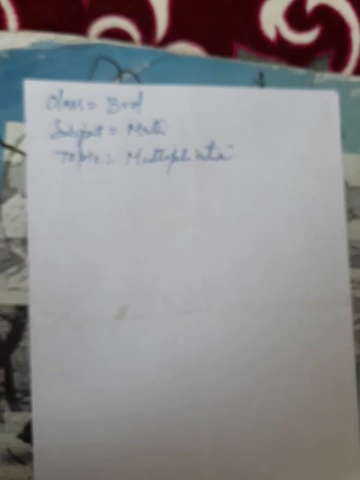 Class = 3rd
Subject = Math
Topic = Multiplication